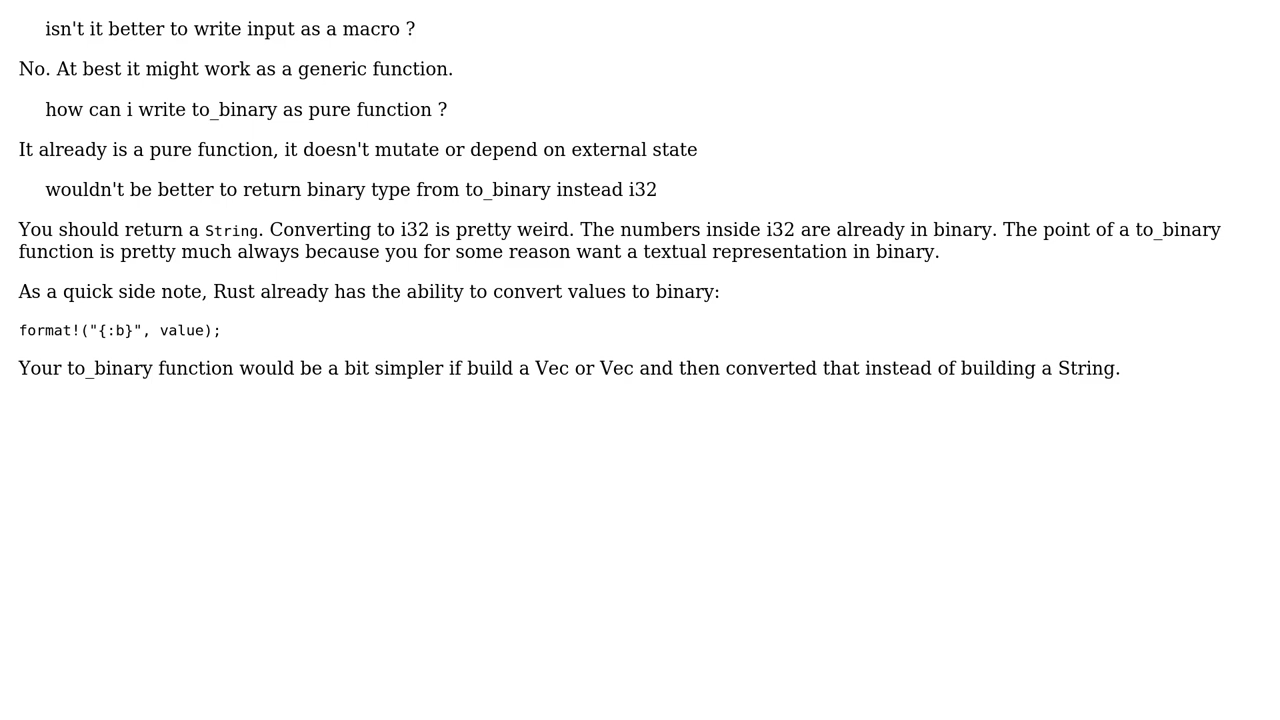 isn't it better to write input as a macro ?
No. At best it might work as a generic function.
how can i write to_binary as pure function ?
It already is a pure function, it doesn't mutate or depend on external state
wouldn't be better to return binary type from to_binary instead i32
You should return a String. Converting to i32 is pretty weird. The numbers inside i32 are already in binary. The point of a to_binary
function is pretty much always because you for some reason want a textual representation in binary.
As a quick side note, Rust already has the ability to convert values to binary:
format!("{:b}", value);
Your to_binary function would be a bit simpler if build a Vec or Vec and then converted that instead of building a String.